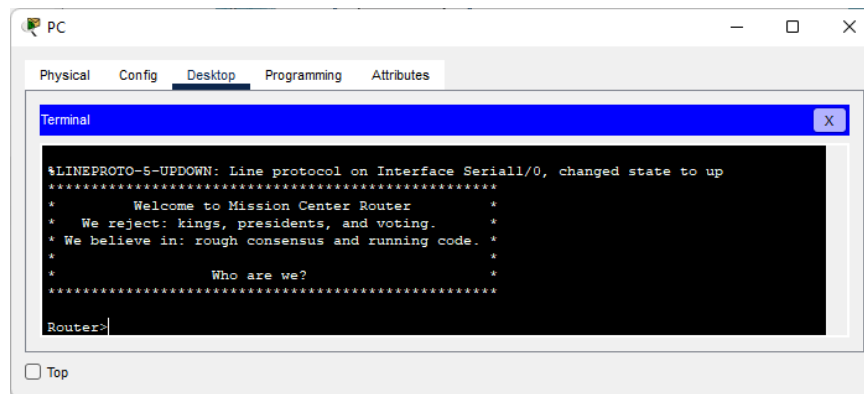 PC
Physical Config Desktop Programming Attributes
Terminal X
%LINEPROTO-5-UPDOWN: Line protocol on Interface Serial1/0, changed state to up
****************************************************
* Welcome to Mission Center Router *
* We reject: kings, presidents, and voting. *
* We believe in: rough consensus and running code. *
* *
* Who are we? *
****************************************************
Router>
Top